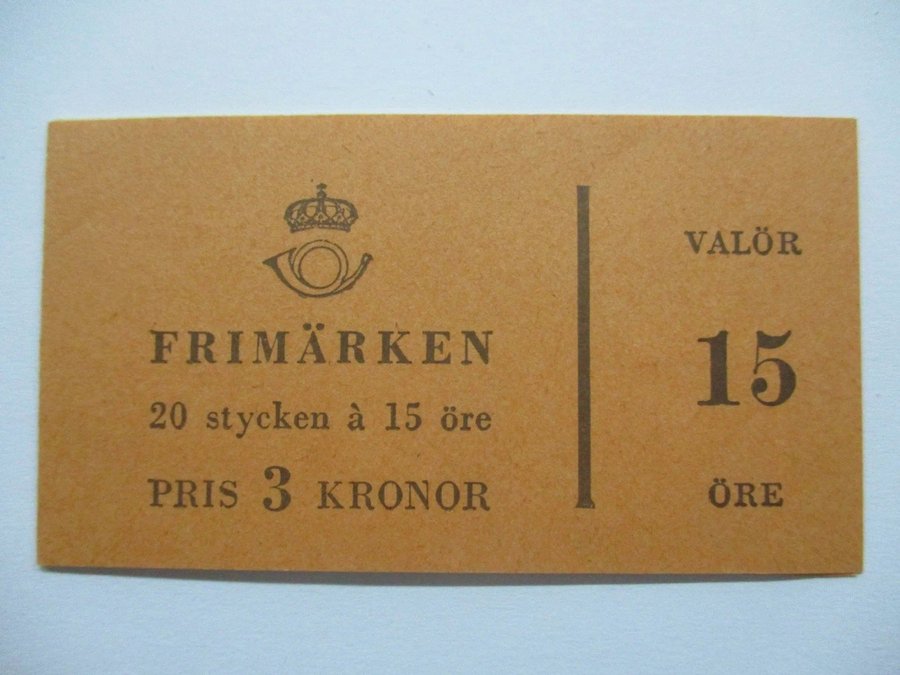 FRIMÄRKEN
20 stycken à 15 öre
PRIS 3 KRONOR
VALÖR
15
ÖRE